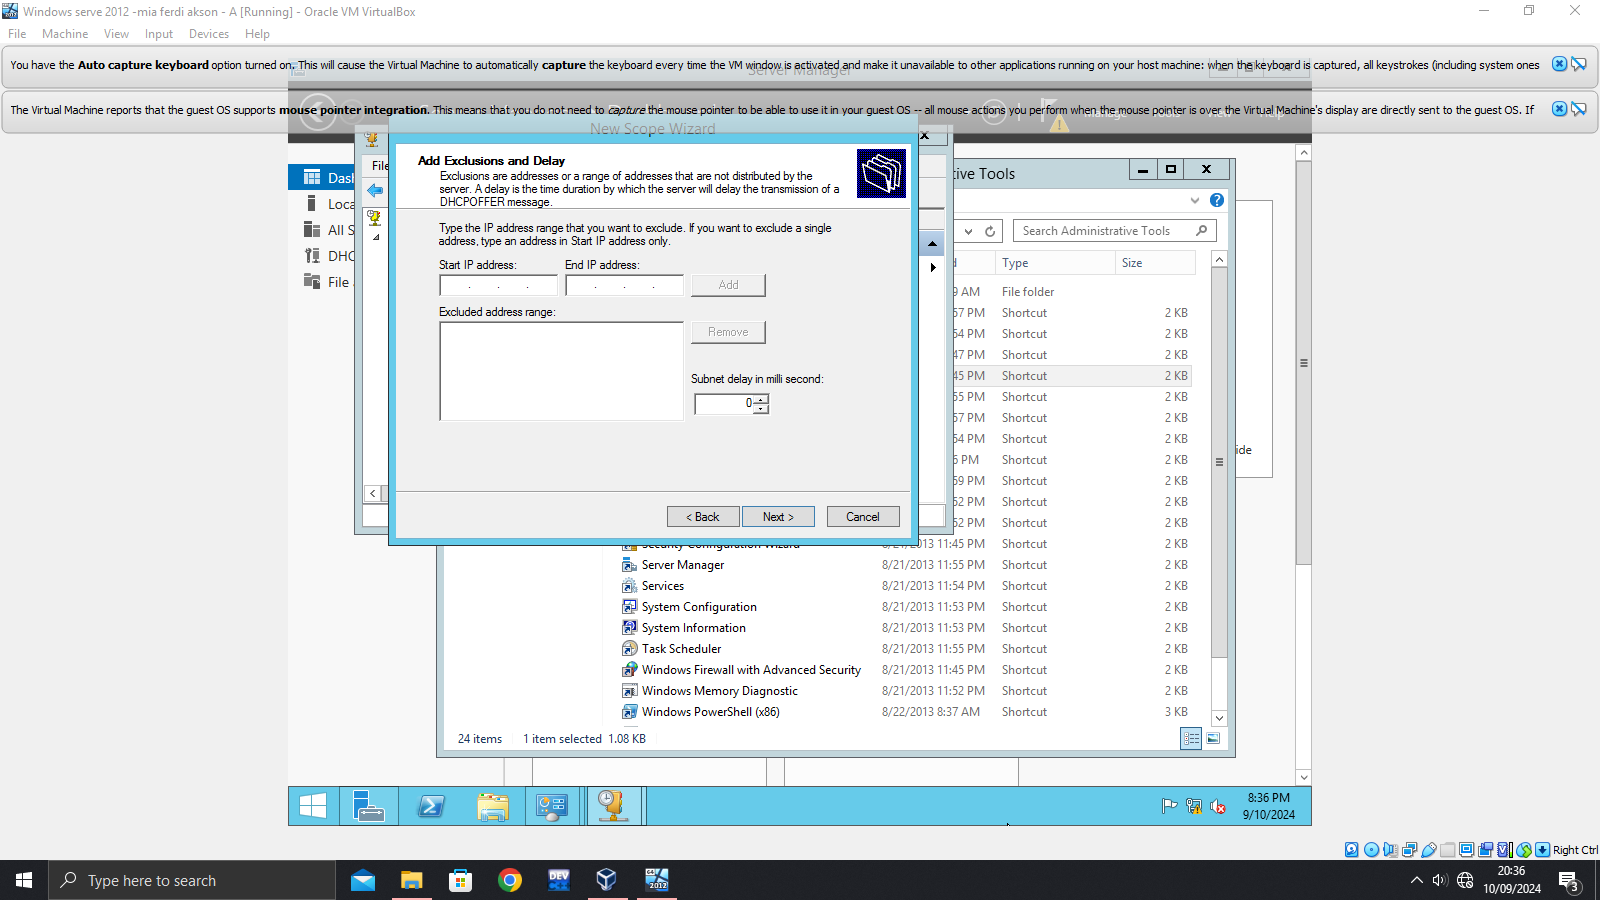 Windows serve 2012 -mia ferdi akson - A [Running] - Oracle VM VirtualBox
File Machine View Input Devices Help
You have the Auto capture keyboard option turned on. This will cause the Virtual Machine to automatically capture the keyboard every time the VM window is activated and make it unavailable to other applications running on your host machine: when the keyboard is captured, all keystrokes (including system ones
Server Manager
The Virtual Machine reports that the guest OS supports mouse pointer integration. This means that you do not need to capture the mouse pointer to be able to use it in your guest OS -- all mouse actions you perform when the mouse pointer is over the Virtual Machine's display are directly sent to the guest OS. If
New Scope Wizard
Add Exclusions and Delay
Exclusions are addresses or a range of addresses that are not distributed by the
server. A delay is the time duration by which the server will delay the transmission of a
DHCPOFFER message.
Type the IP address range that you want to exclude. If you want to exclude a single
address, type an address in Start IP address only.
Start IP address: End IP address:
Add
Excluded address range:
Remove
Subnet delay in milli second:
0
< Back Next > Cancel
File
Dash
Loca
All S
DHC
File
ive Tools
Search Administrative Tools
d Type Size
9 AM File folder
57 PM Shortcut 2 KB
54 PM Shortcut 2 KB
47 PM Shortcut 2 KB
45 PM Shortcut 2 KB
55 PM Shortcut 2 KB
57 PM Shortcut 2 KB
54 PM Shortcut 2 KB
5 PM Shortcut 2 KB
59 PM Shortcut 2 KB
52 PM Shortcut 2 KB
52 PM Shortcut 2 KB
Security Configuration Wizard 8/21/2013 11:45 PM Shortcut 2 KB
Server Manager 8/21/2013 11:55 PM Shortcut 2 KB
Services 8/21/2013 11:54 PM Shortcut 2 KB
System Configuration 8/21/2013 11:53 PM Shortcut 2 KB
System Information 8/21/2013 11:53 PM Shortcut 2 KB
Task Scheduler 8/21/2013 11:55 PM Shortcut 2 KB
Windows Firewall with Advanced Security 8/21/2013 11:45 PM Shortcut 2 KB
Windows Memory Diagnostic 8/21/2013 11:52 PM Shortcut 2 KB
Windows PowerShell (x86) 8/22/2013 8:37 AM Shortcut 3 KB
ide
24 items 1 item selected 1.08 KB
8:36 PM
9/10/2024
Right Ctrl
Type here to search
DEV
2012
20:36
10/09/2024
3